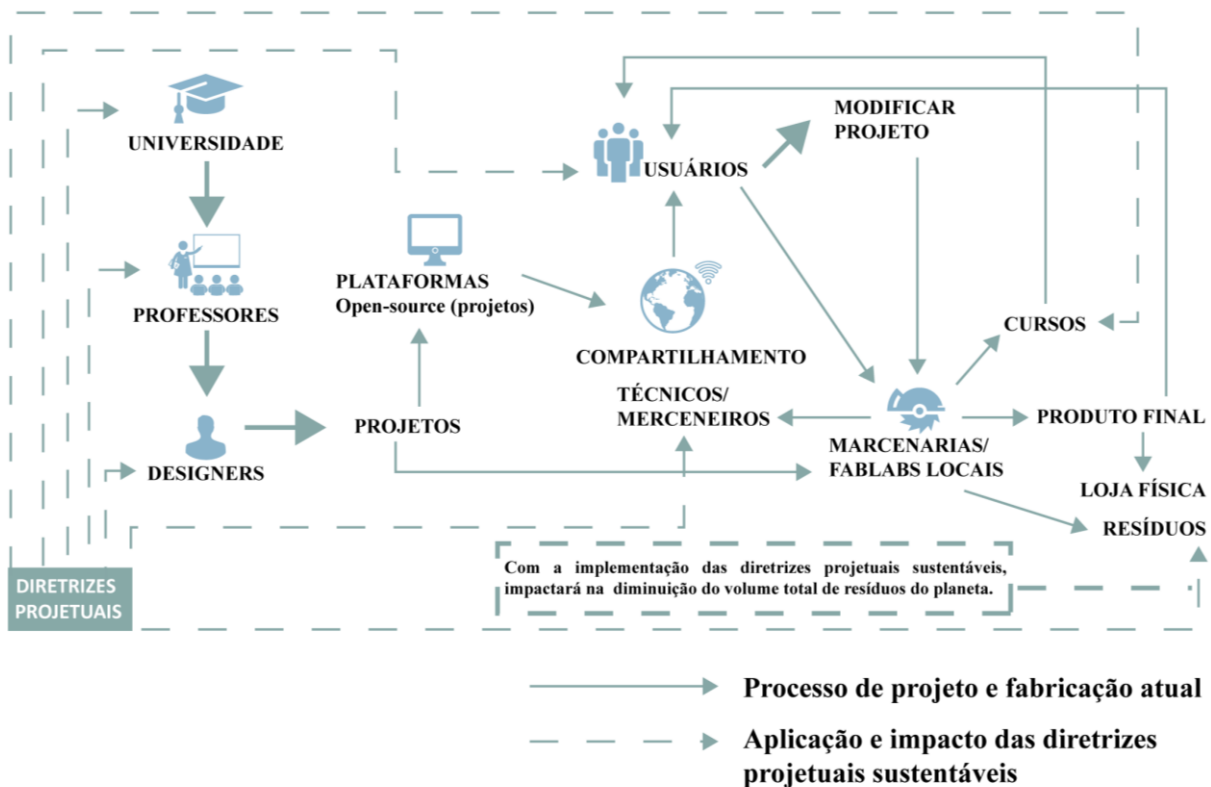 UNIVERSIDADE
PROFESSORES
DESIGNERS
DIRETRIZES
PROJETUAIS
PLATAFORMAS
Open-source (projetos)
PROJETOS
USUÁRIOS
MODIFICAR
PROJETO
COMPARTILHAMENTO
TÉCNICOS/
MERCENEIROS
MARCENARIAS/
FABLABS LOCAIS
CURSOS
PRODUTO FINAL
LOJA FÍSICA
RESÍDUOS
Com a implementação das diretrizes projetuais sustentáveis,
impactará na diminuição do volume total de resíduos do planeta.
Processo de projeto e fabricação atual
Aplicação e impacto das diretrizes
projetuais sustentáveis